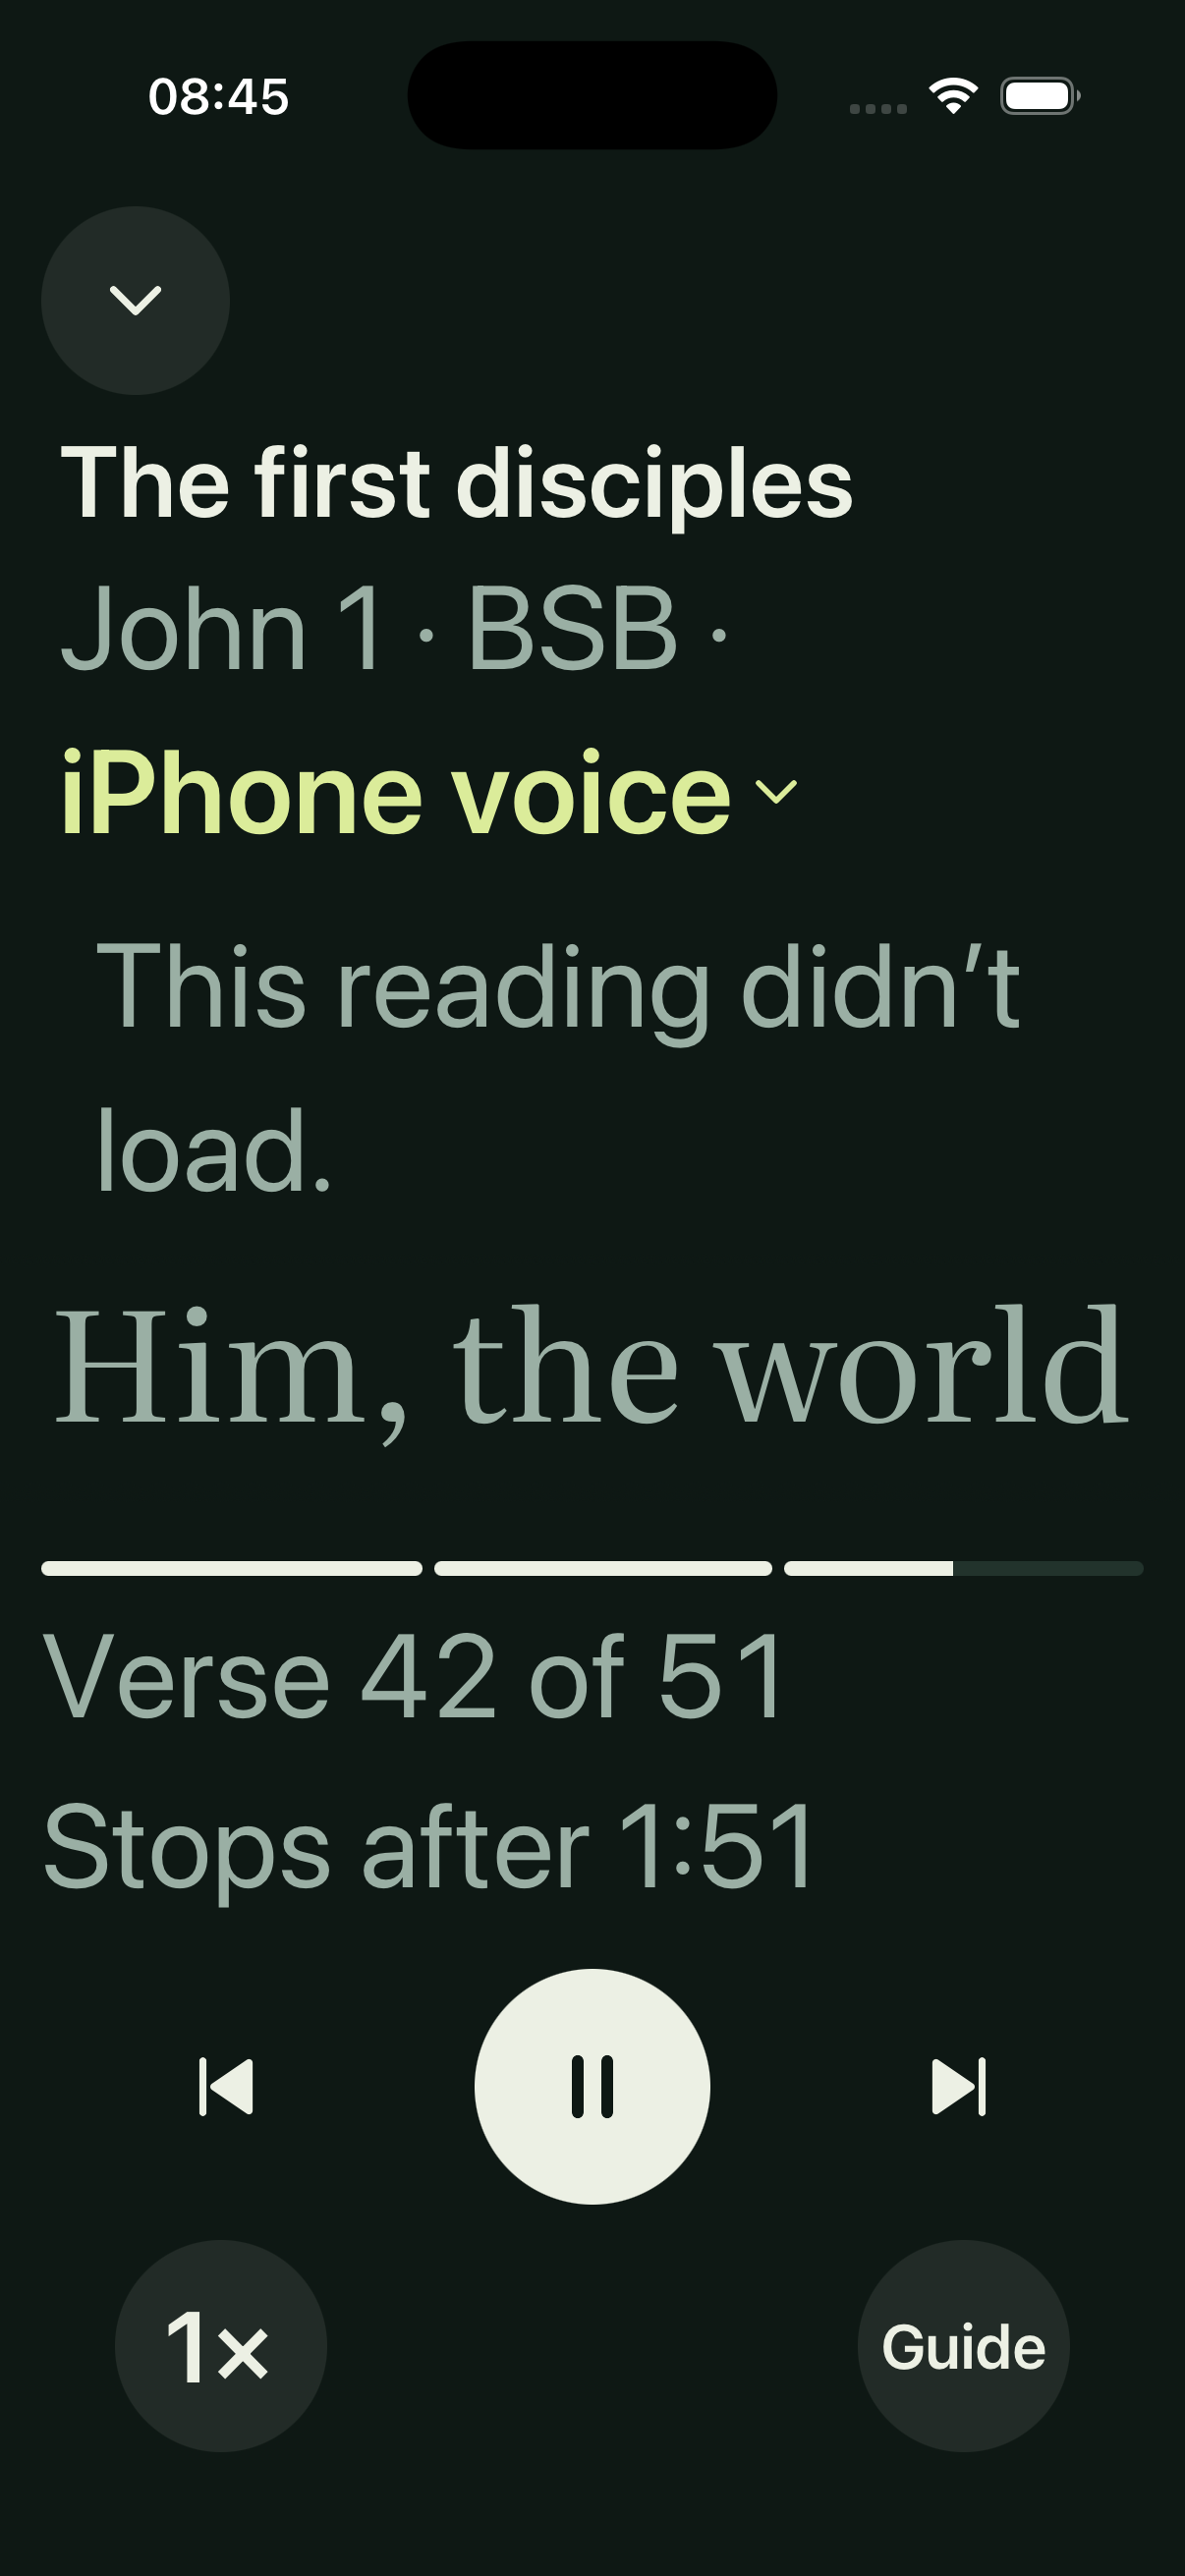 08:45
The first disciples
John 1 · BSB ·
iPhone voice
This reading didn’t
load.
Him, the world
Verse 42 of 51
Stops after 1:51
1×
Guide